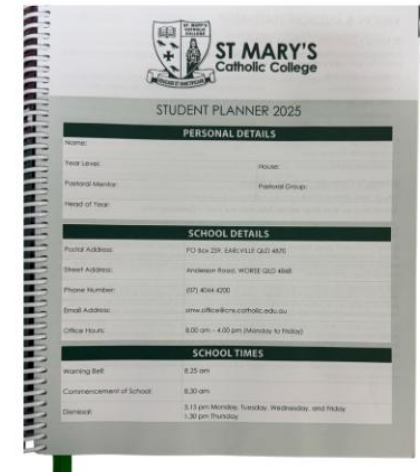 ST MARY'S
CATHOLIC
COLLEGE
ST MARY'S
Catholic College
STUDENT PLANNER 2025
PERSONAL DETAILS
Name:
Year Level: House:
Pastoral Mentor: Pastoral Group:
Head of Year:
SCHOOL DETAILS
Postal Address: PO Box 259, EARLVILLE QLD 4870
Street Address: Anderson Road, WOREE QLD 4868
Phone Number: (07) 4044 4200
Email Address: smw.office@cns.catholic.edu.au
Office Hours: 8.00 am - 4.00 pm (Monday to Friday)
SCHOOL TIMES
Warning Bell: 8.25 am
Commencement of School: 8.30 am
Dismissal: 3.15 pm Monday, Tuesday, Wednesday, and Friday
1.30 pm Thursday